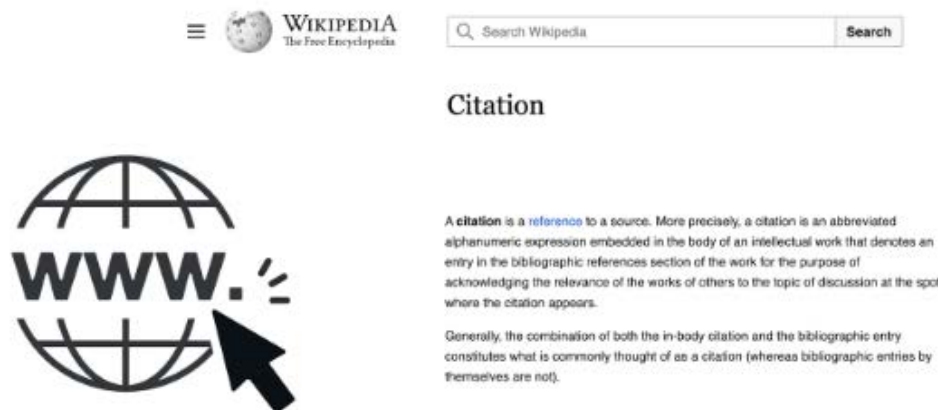 WIKIPEDIA
The Free Encyclopedia
Search Wikipedia
Search
Citation
www.
A citation is a reference to a source. More precisely, a citation is an abbreviated
alphanumeric expression embedded in the body of an intellectual work that denotes an
entry in the bibliographic references section of the work for the purpose of
acknowledging the relevance of the works of others to the topic of discussion at the spot
where the citation appears.
Generally, the combination of both the in-body citation and the bibliographic entry
constitutes what is commonly thought of as a citation (whereas bibliographic entries by
themselves are not).